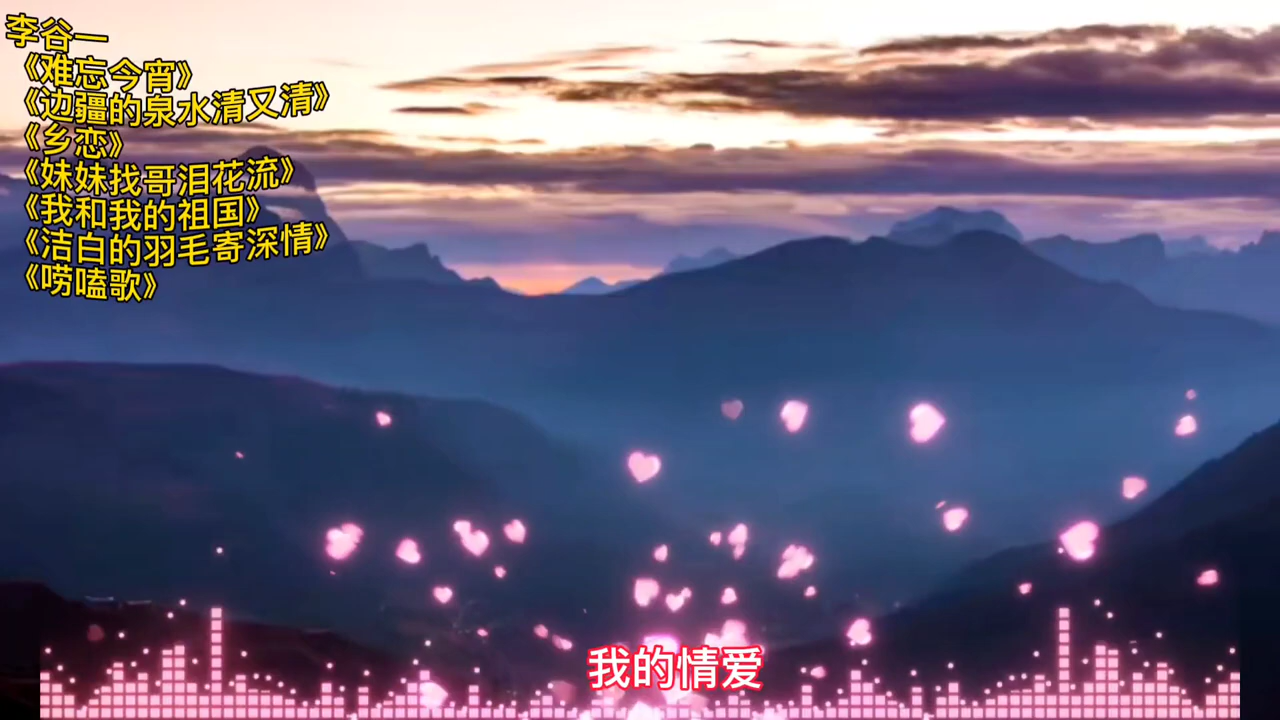 李谷一
《难忘今宵》
《边疆的泉水清又清》
《乡恋》
《妹妹找哥泪花流》
《我和我的祖国》
《洁白的羽毛寄深情》
《唠嗑歌》
我的情爱